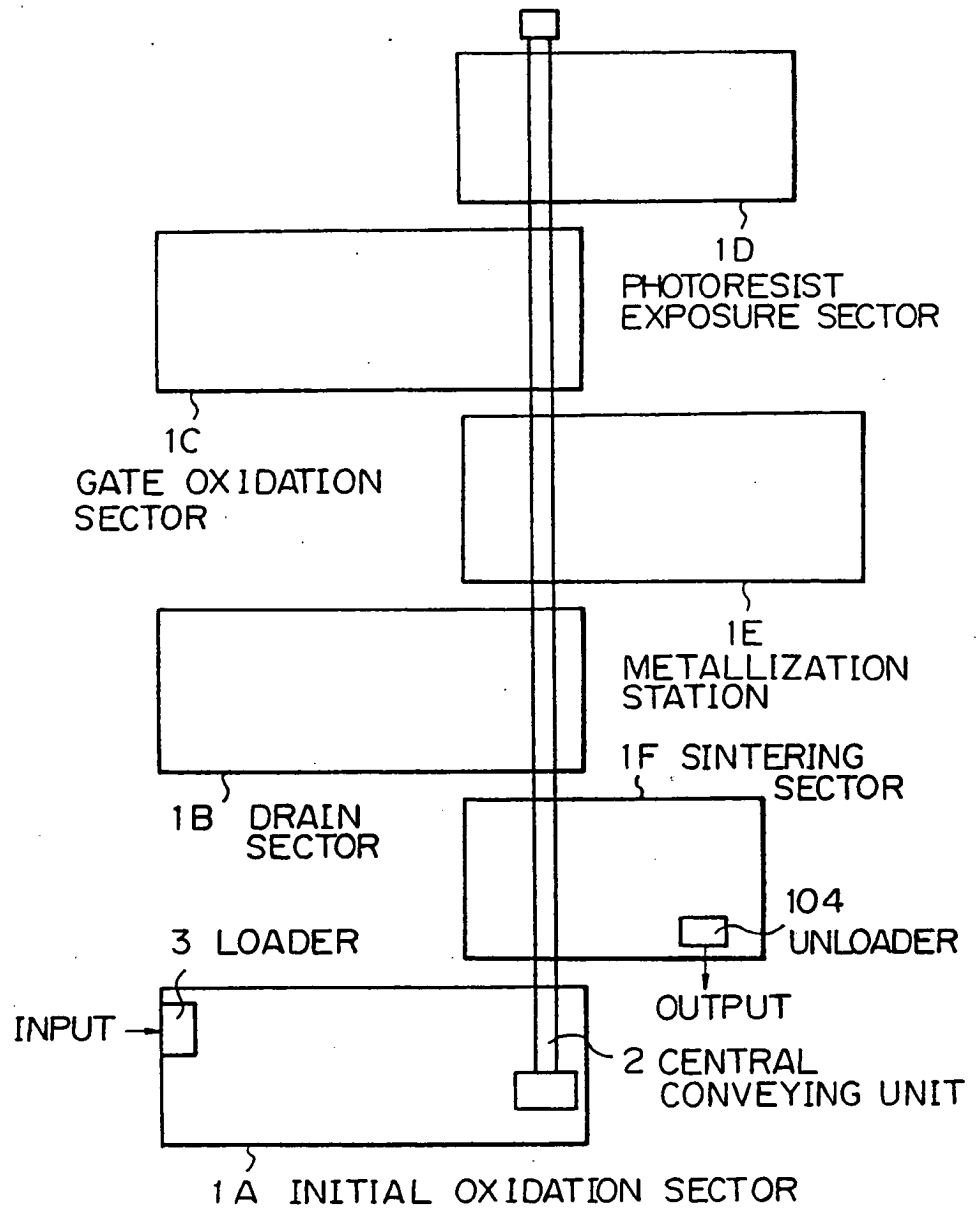 1D
PHOTORESIST
EXPOSURE SECTOR
1C
GATE OXIDATION
SECTOR
1E
METALLIZATION
STATION
1F SINTERING
SECTOR
1B DRAIN
SECTOR
104
UNLOADER
3 LOADER
INPUT
OUTPUT
2 CENTRAL
CONVEYING UNIT
1A INITIAL OXIDATION SECTOR